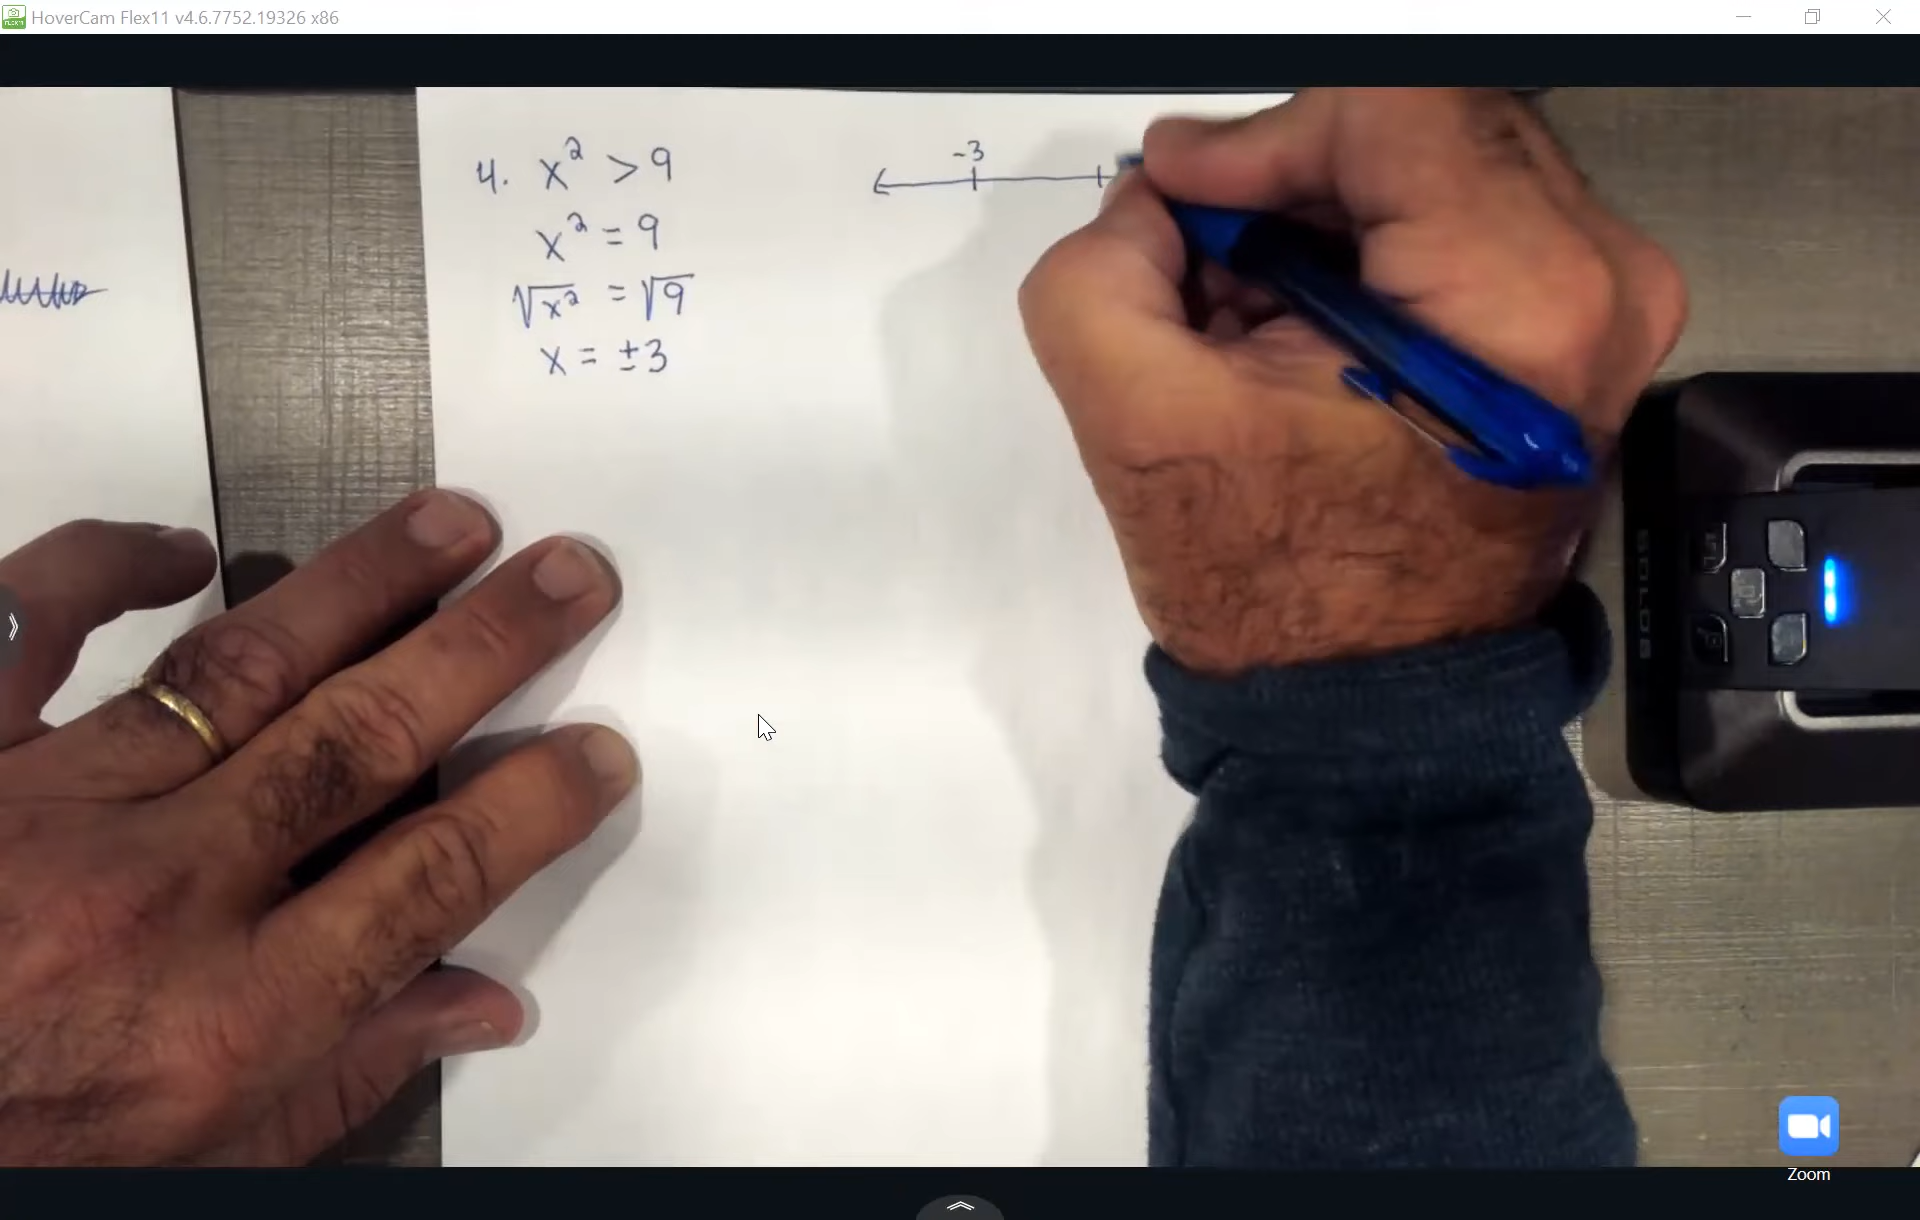 HoverCam Flex11 v4.6.7752.19326 x86
4. x² > 9
x² = 9
√x² = √9
x = ±3
-3
Zoom